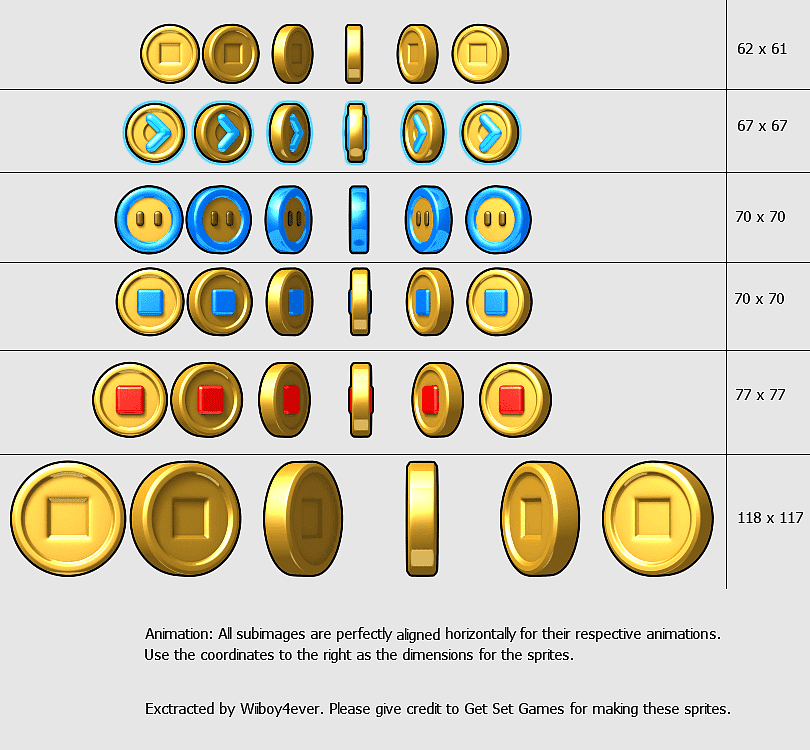 62 x 61
67 x 67
70 x 70
70 x 70
77 x 77
118 x 117
Animation: All subimages are perfectly aligned horizontally for their respective animations.
Use the coordinates to the right as the dimensions for the sprites.
Exctracted by Wiboy4ever. Please give credit to Get Set Games for making these sprites.